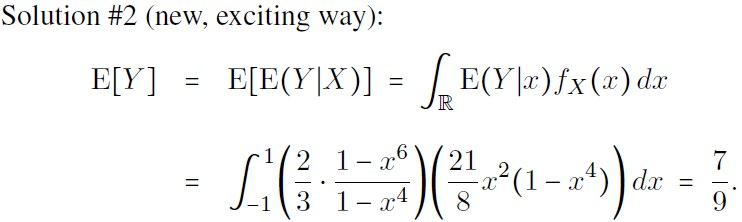 Solution #2 (new, exciting way):
E[Y] = E[E(Y|X)] = ∫_ℝ E(Y|x)f_X(x) dx
= ∫_{-1}^{1} (2/3 · (1 − x^6)/(1 − x^4)) (21/8 x^2(1 − x^4)) dx = 7/9.